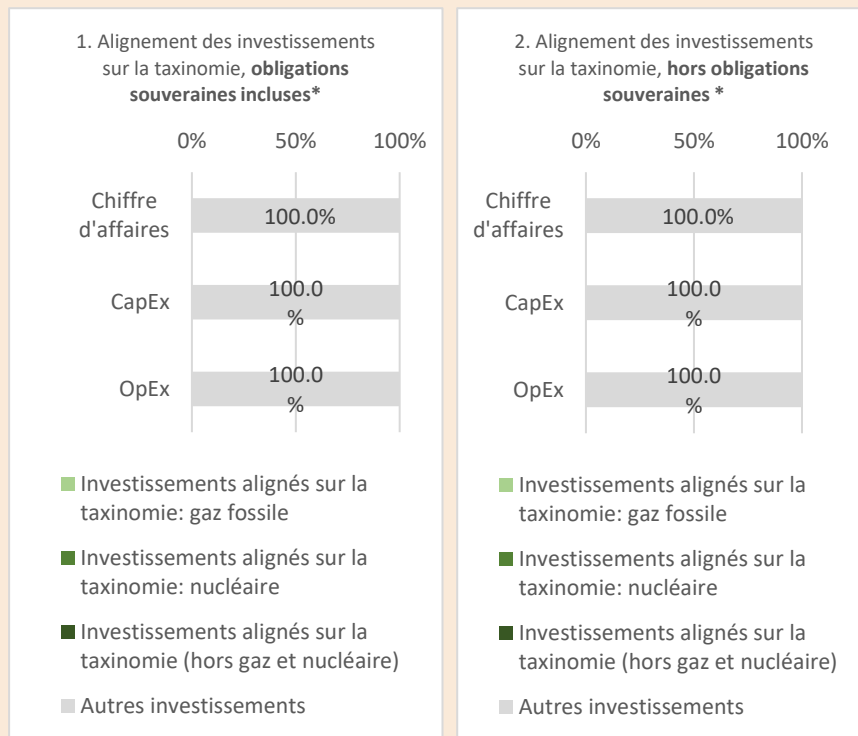 1. Alignement des investissements
sur la taxinomie, obligations
souveraines incluses*
0% 50% 100%
Chiffre
d'affaires
100.0%
CapEx
100.0
%
OpEx
100.0
%
Investissements alignés sur la
taxinomie: gaz fossile
Investissements alignés sur la
taxinomie: nucléaire
Investissements alignés sur la
taxinomie (hors gaz et nucléaire)
Autres investissements
2. Alignement des investissements
sur la taxinomie, hors obligations
souveraines *
0% 50% 100%
Chiffre
d'affaires
100.0%
CapEx
100.0
%
OpEx
100.0
%
Investissements alignés sur la
taxinomie: gaz fossile
Investissements alignés sur la
taxinomie: nucléaire
Investissements alignés sur la
taxinomie (hors gaz et nucléaire)
Autres investissements